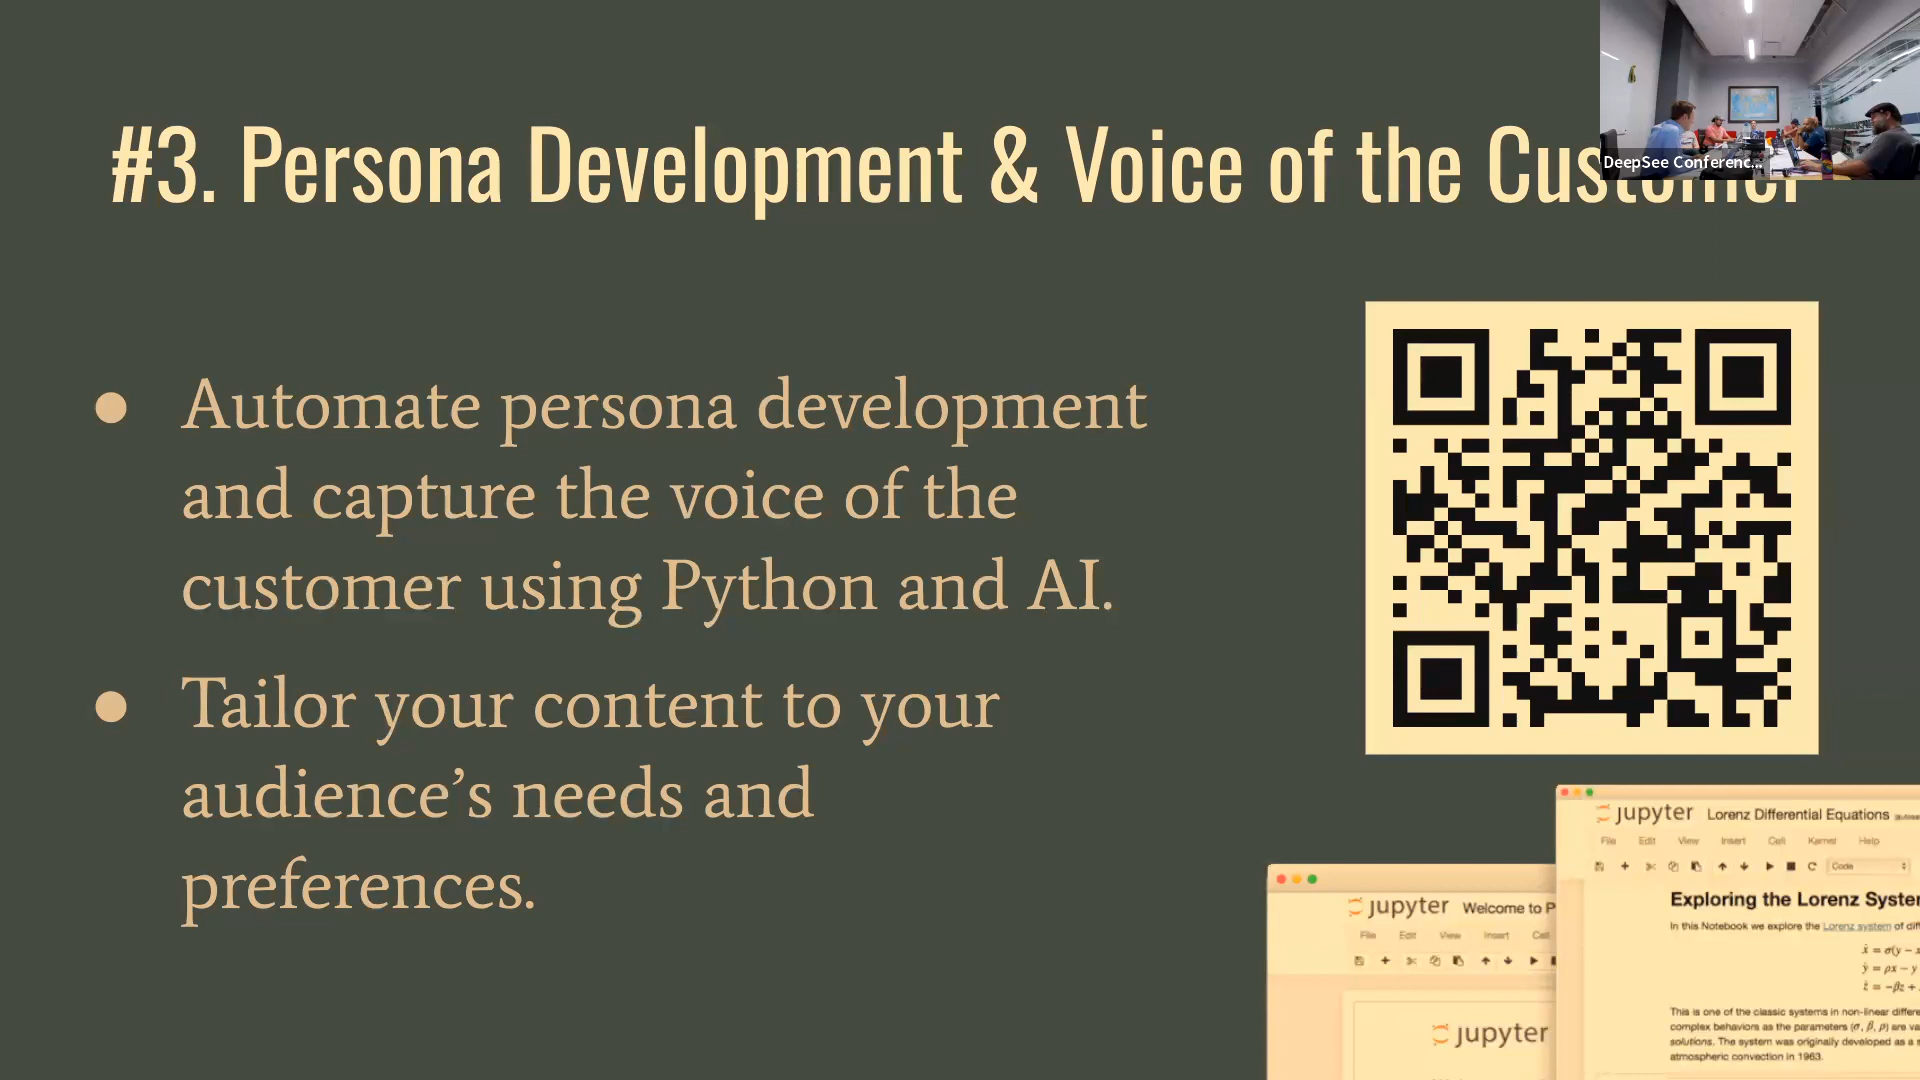 #3. Persona Development & Voice of the Customer
DeepSee Conferenc...
● Automate persona development
and capture the voice of the
customer using Python and AI.
● Tailor your content to your
audience’s needs and
preferences.
jupyter Lorenz Differential Equations
File Edit View Insert Cell Kernel Help
Code
Exploring the Lorenz System
In this Notebook we explore the Lorenz system of diff
ẋ = σ(y − x
ẏ = ρx − y
ż = −βz +
This is one of the classic systems in non-linear differe
complex behaviors as the parameters (σ, β, ρ) are va
solutions. The system was originally developed as a s
atmospheric convection in 1963.
jupyter Welcome to P
File Edit View Insert Cell
jupyter